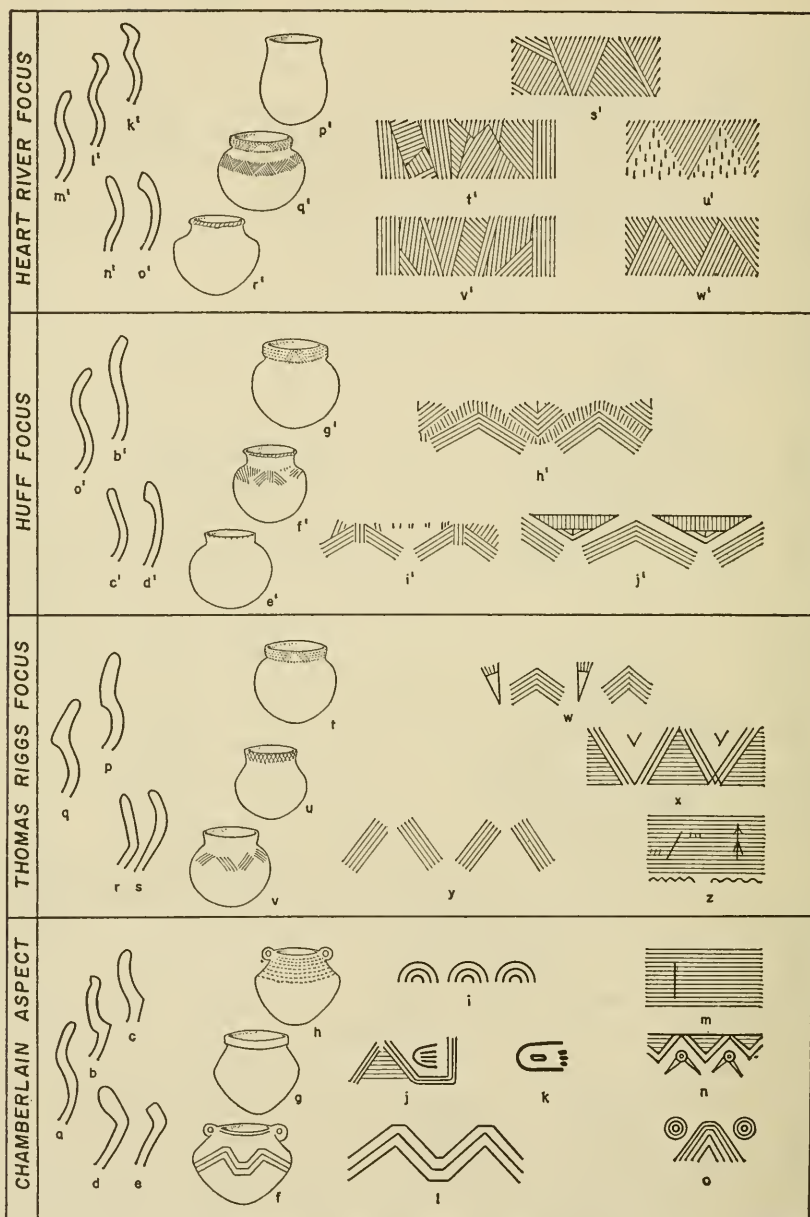 HEART RIVER FOCUS
k' l' m' n' o' p' q' r' s' t' u' v' w'
HUFF FOCUS
o' b' c' d' g' f' e' h' i' j'
THOMAS RIGGS FOCUS
p q r s t u v w x y z
CHAMBERLAIN ASPECT
a b c d e h g f i j k l m n o